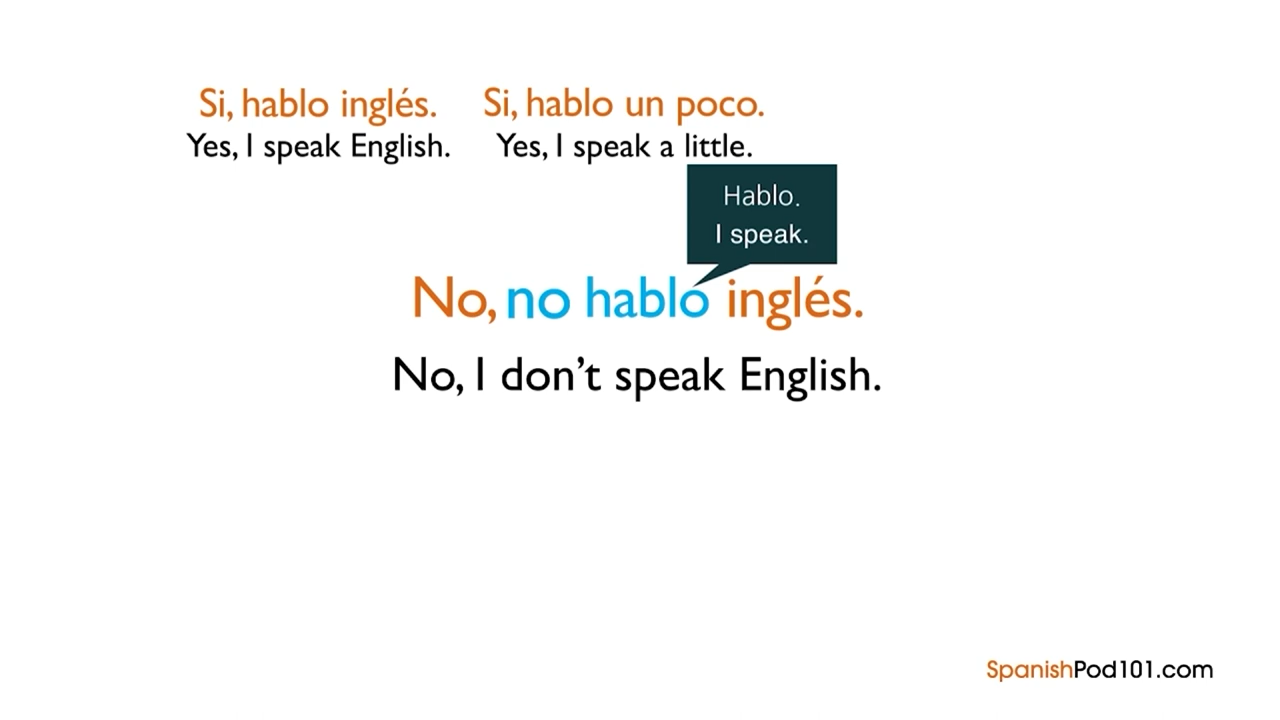 Si, hablo inglés.
Yes, I speak English.
Si, hablo un poco.
Yes, I speak a little.
Hablo.
I speak.
No, no hablo inglés.
No, I don’t speak English.
SpanishPod101.com